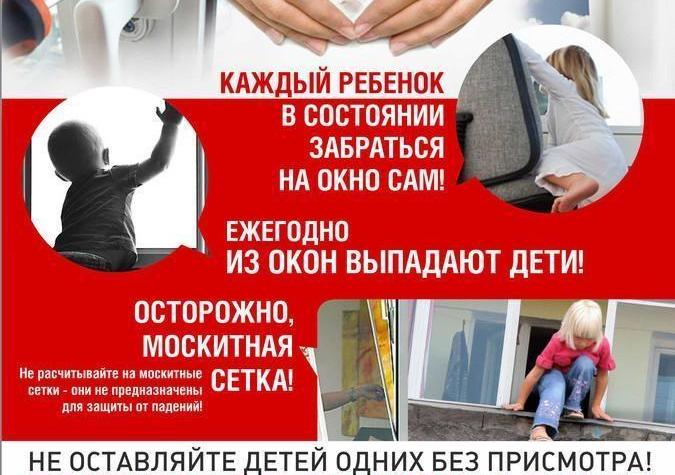 КАЖДЫЙ РЕБЕНОК
В СОСТОЯНИИ
ЗАБРАТЬСЯ
НА ОКНО САМ!
ЕЖЕГОДНО
ИЗ ОКОН ВЫПАДАЮТ ДЕТИ!
ОСТОРОЖНО,
МОСКИТНАЯ
СЕТКА!
Не расчитывайте на москитные
сетки - они не предназначены
для защиты от падений!
НЕ ОСТАВЛЯЙТЕ ДЕТЕЙ ОДНИХ БЕЗ ПРИСМОТРА!